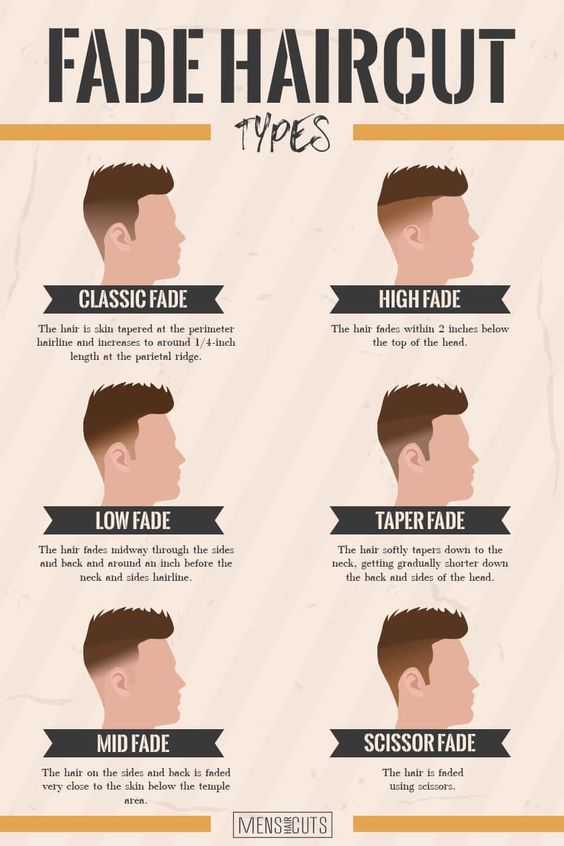 FADE HAIRCUT
TYPES
CLASSIC FADE
The hair is skin tapered at the perimeter
hairline and increases to around 1/4-inch
length at the parietal ridge.
HIGH FADE
The hair fades within 2 inches below
the top of the head.
LOW FADE
The hair fades midway through the sides
and back and around an inch before the
neck and sides hairline.
TAPER FADE
The hair softly tapers down to the
neck, getting gradually shorter down
the back and sides of the head.
MID FADE
The hair on the sides and back is faded
very close to the skin below the temple
area.
SCISSOR FADE
The hair is faded
using scissors.
MENS HAIR CUTS